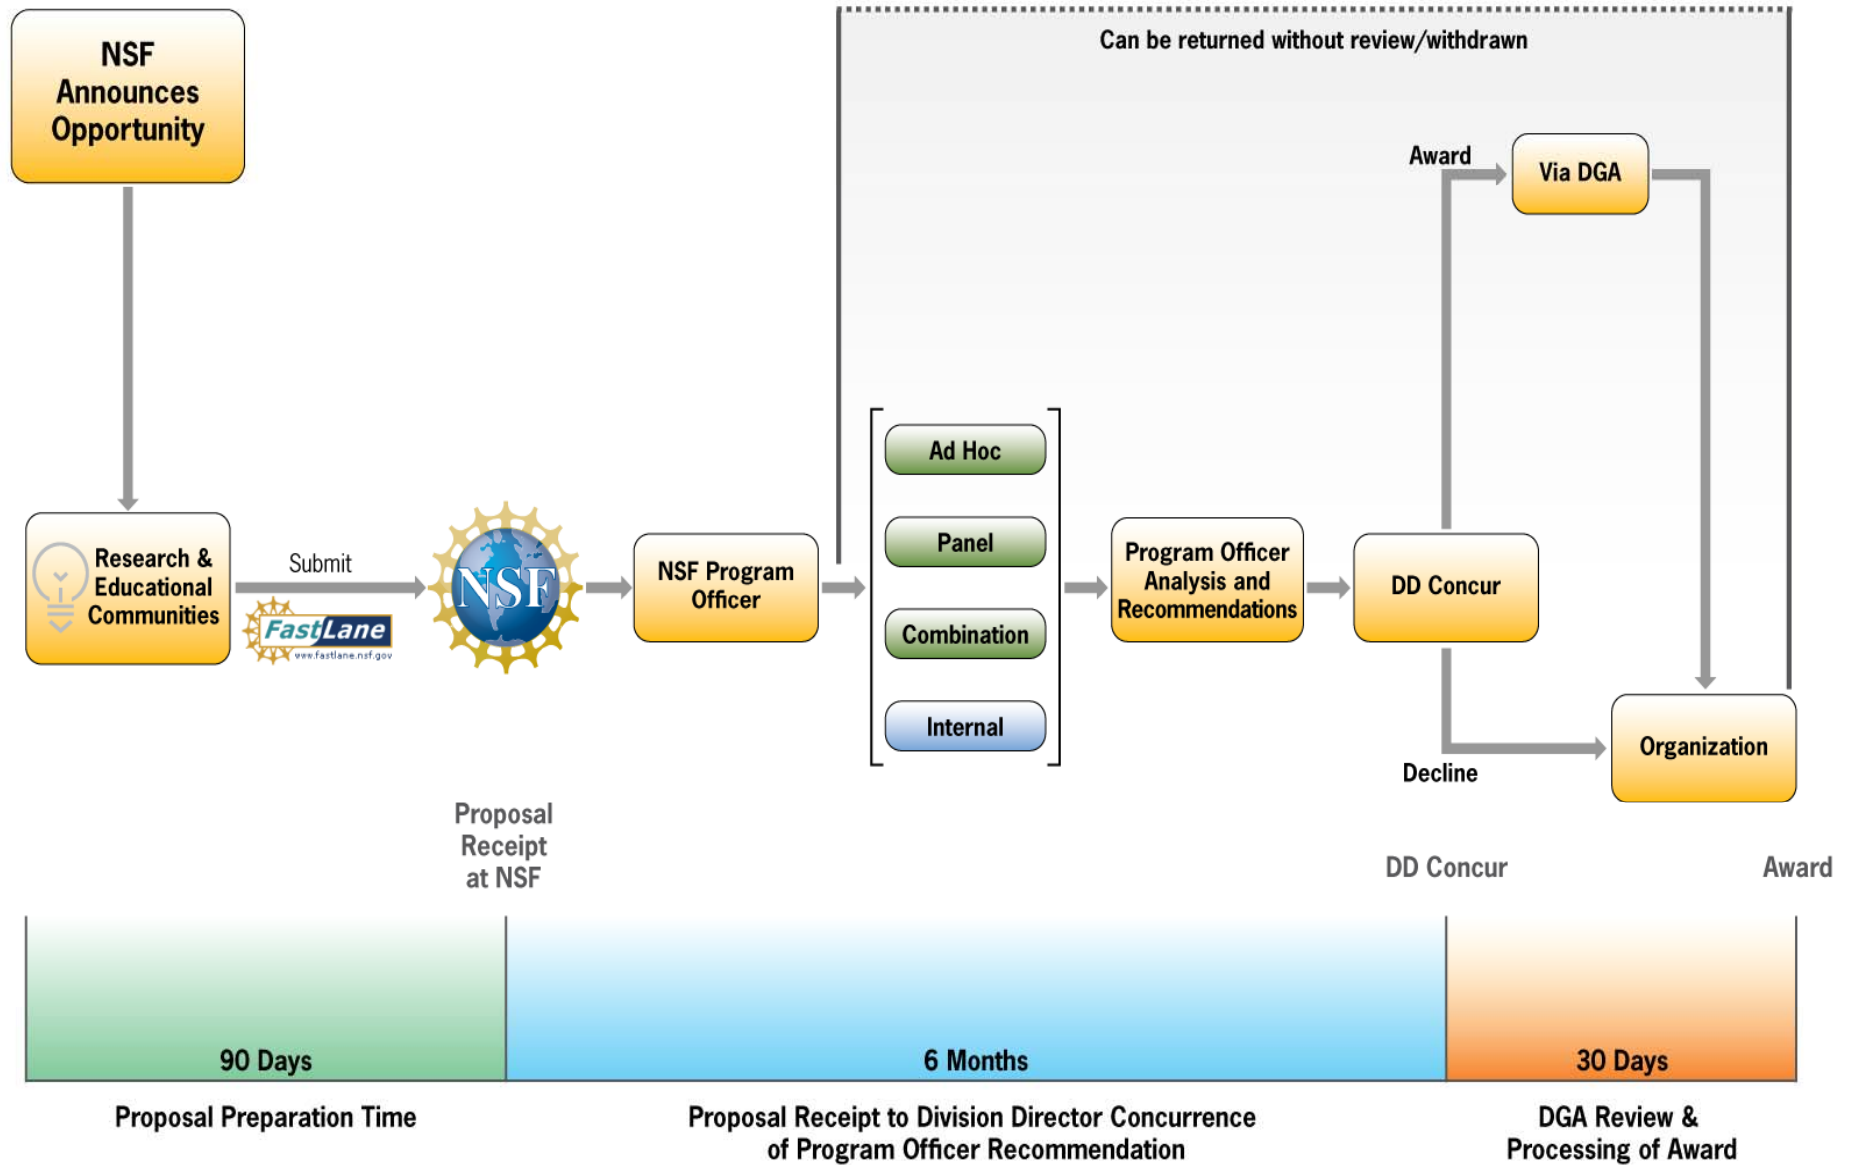 NSF
Announces
Opportunity
Can be returned without review/withdrawn
Award
Via DGA
Research &
Educational
Communities
Submit
FastLane
www.fastlane.nsf.gov
NSF
NSF Program
Officer
Ad Hoc
Panel
Combination
Internal
Program Officer
Analysis and
Recommendations
DD Concur
Decline
Organization
Proposal
Receipt
at NSF
DD Concur
Award
90 Days
6 Months
30 Days
Proposal Preparation Time
Proposal Receipt to Division Director Concurrence
of Program Officer Recommendation
DGA Review &
Processing of Award